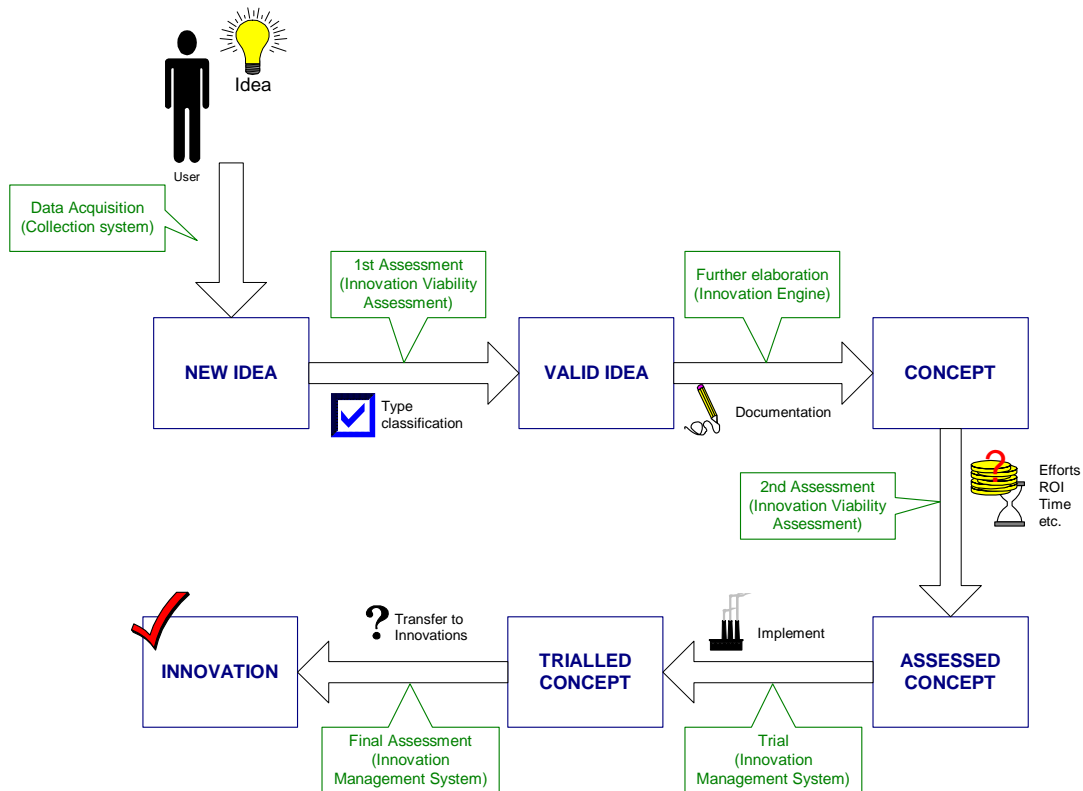 Idea
User
Data Acquisition
(Collection system)
1st Assessment
(Innovation Viability
Assessment)
Further elaboration
(Innovation Engine)
NEW IDEA
VALID IDEA
CONCEPT
Type
classification
Documentation
2nd Assessment
(Innovation Viability
Assessment)
?
Efforts
ROI
Time
etc.
INNOVATION
?
Transfer to
Innovations
TRIALLED
CONCEPT
Implement
ASSESSED
CONCEPT
Final Assessment
(Innovation
Management System)
Trial
(Innovation
Management System)